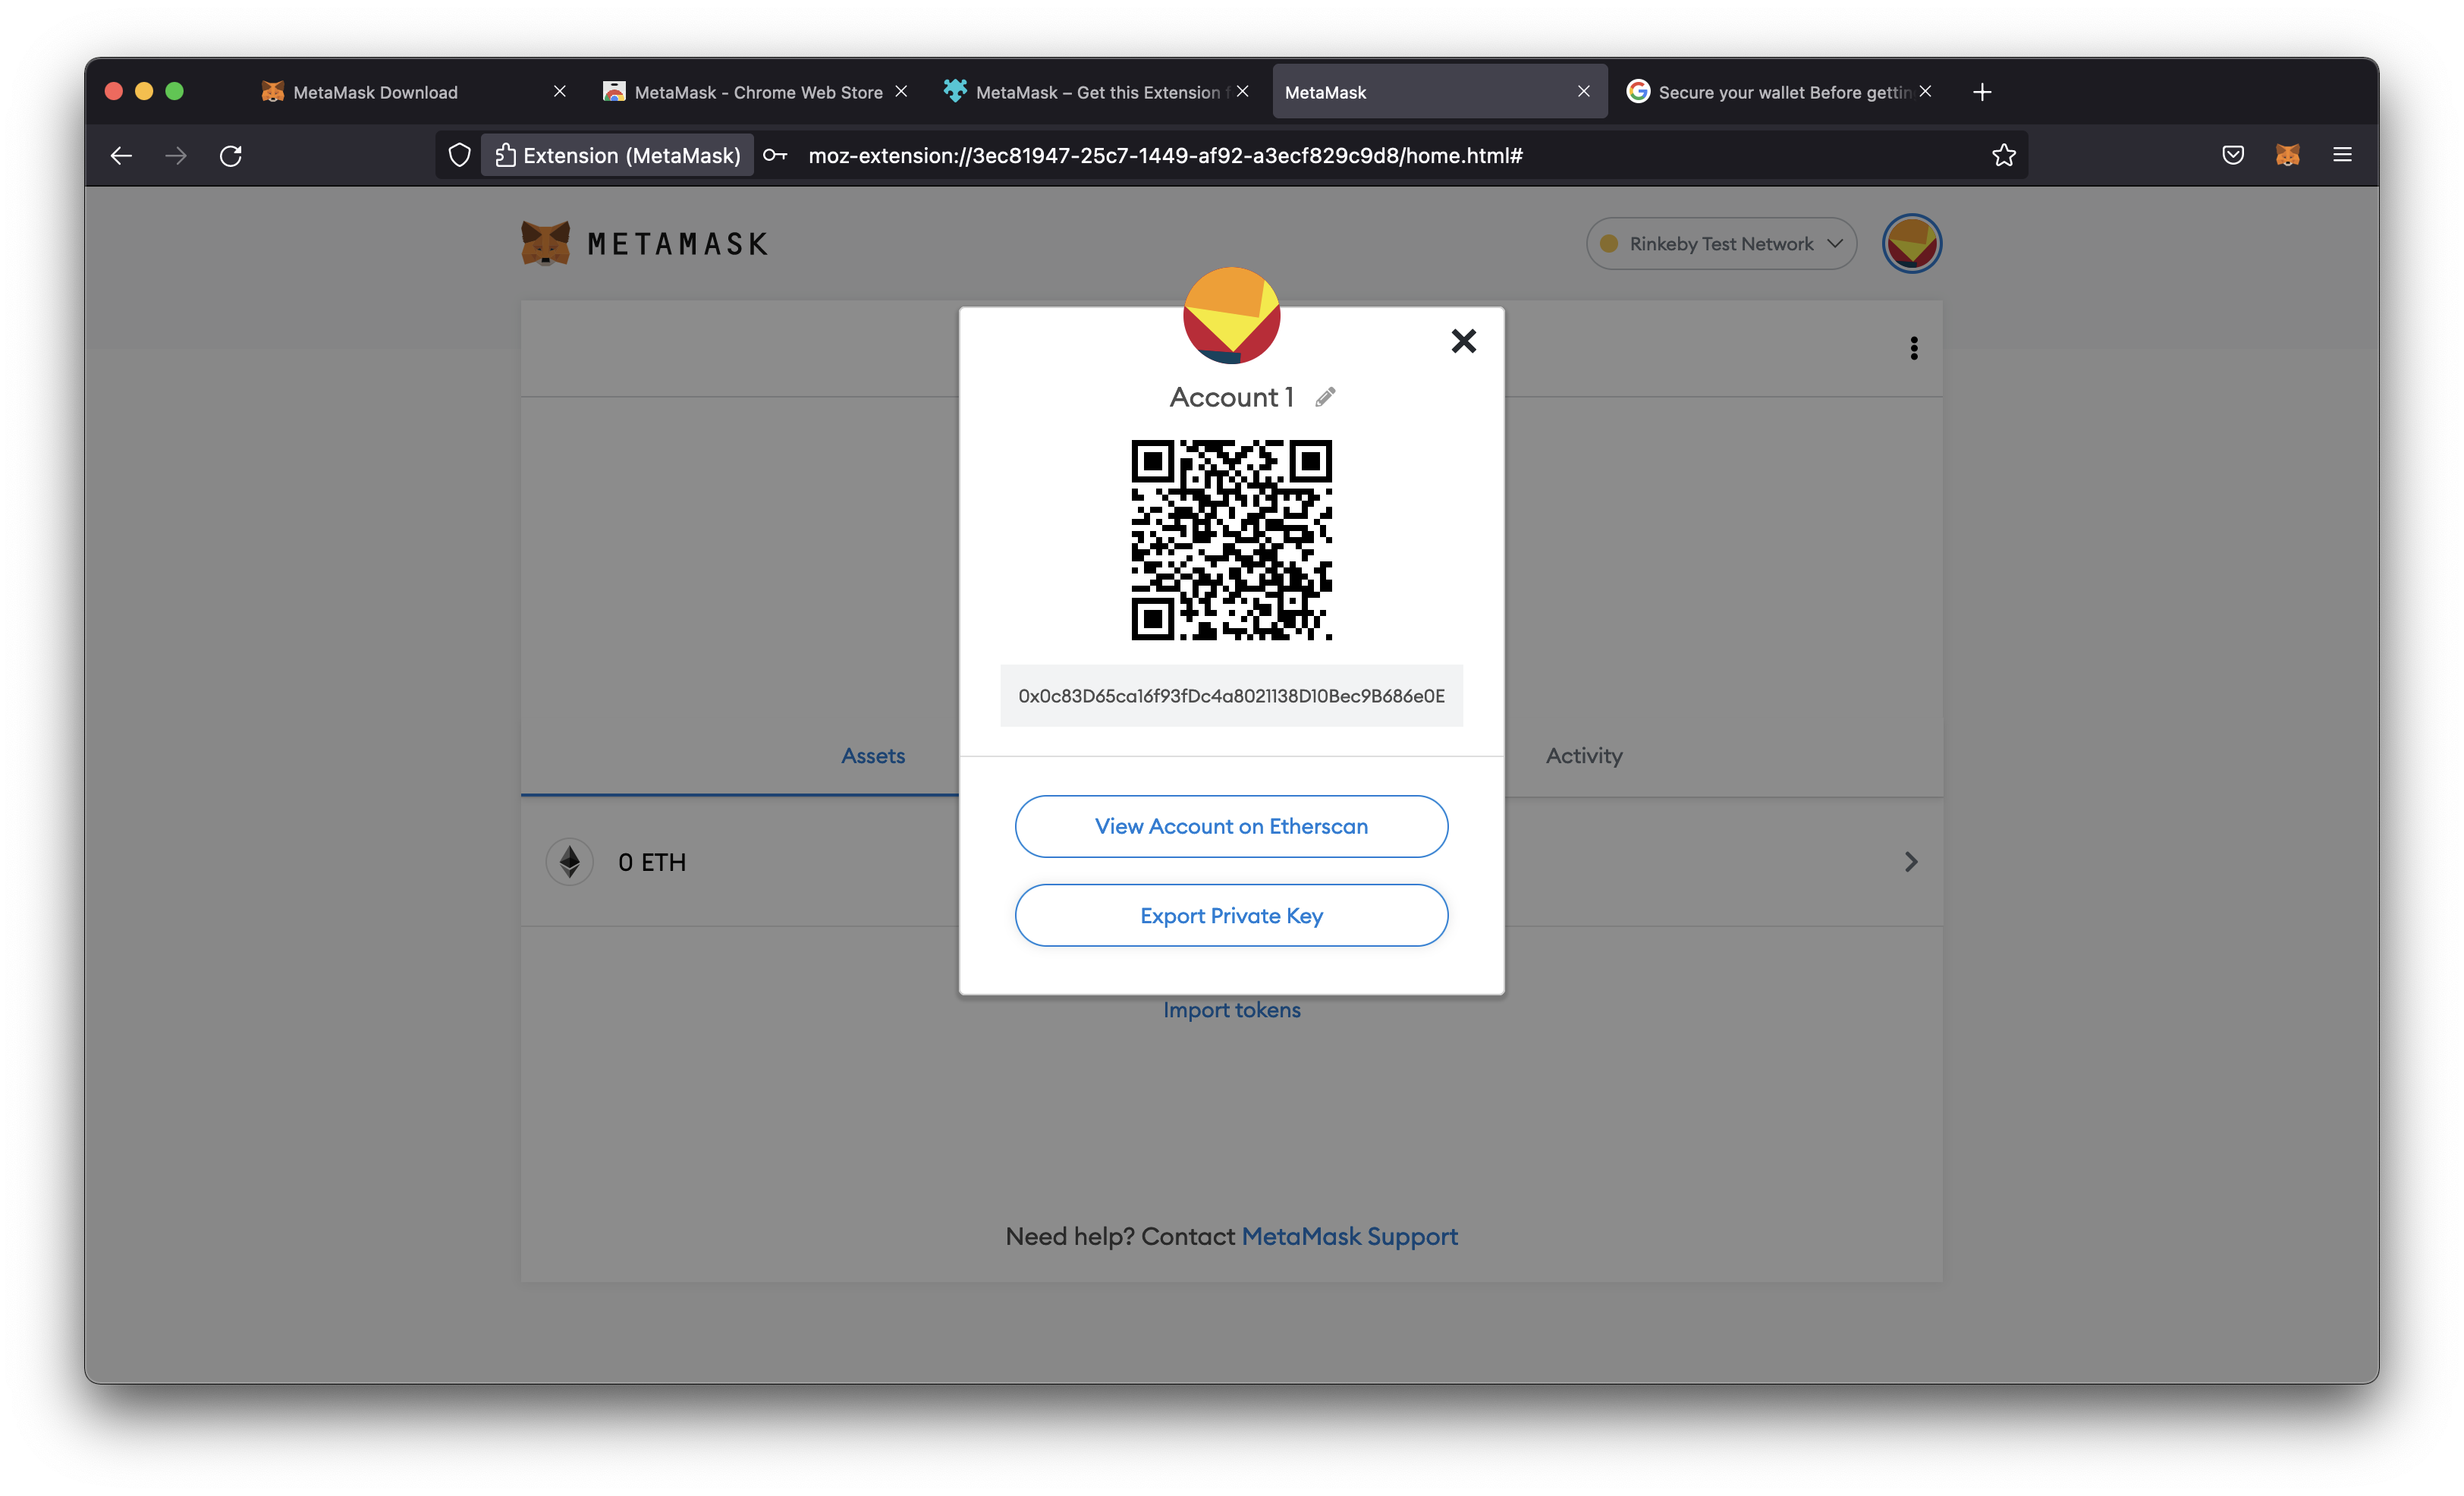 MetaMask Download
MetaMask - Chrome Web Store
MetaMask – Get this Extension f
MetaMask
Secure your wallet Before gettin
Extension (MetaMask)
moz-extension://3ec81947-25c7-1449-af92-a3ecf829c9d8/home.html#
METAMASK
Rinkeby Test Network
Account 1
0x0c83D65ca16f93fDc4a8021138D10Bec9B686e0E
Assets
Activity
View Account on Etherscan
0 ETH
Export Private Key
Import tokens
Need help? Contact MetaMask Support